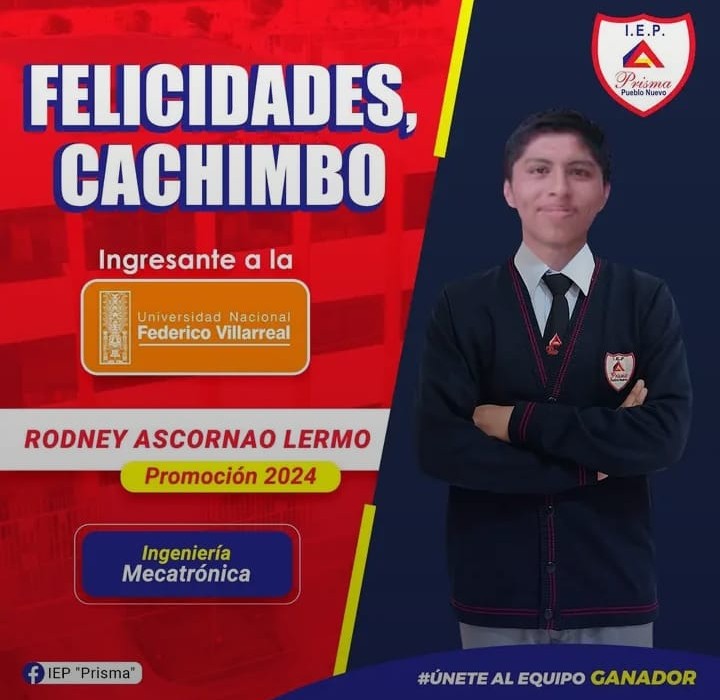 FELICIDADES,
CACHIMBO
Ingresante a la
Universidad Nacional
Federico Villarreal
RODNEY ASCORNAO LERMO
Promoción 2024
Ingeniería
Mecatrónica
IEP "Prisma"
I.E.P.
Prisma
Pueblo Nuevo
I.E.P
Prisma
#ÚNETE AL EQUIPO GANADOR